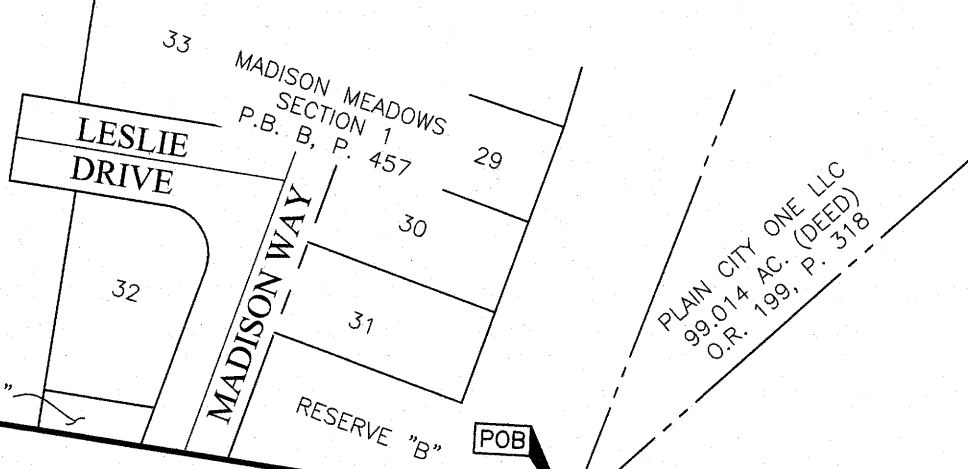 33
MADISON MEADOWS
SECTION 1
P.B. B, P. 457
LESLIE
DRIVE
29
30
MADISON WAY
31
32
RESERVE "B"
POB
PLAIN CITY ONE LLC
99.014 AC. (DEED)
O.R. 199, P. 318
"